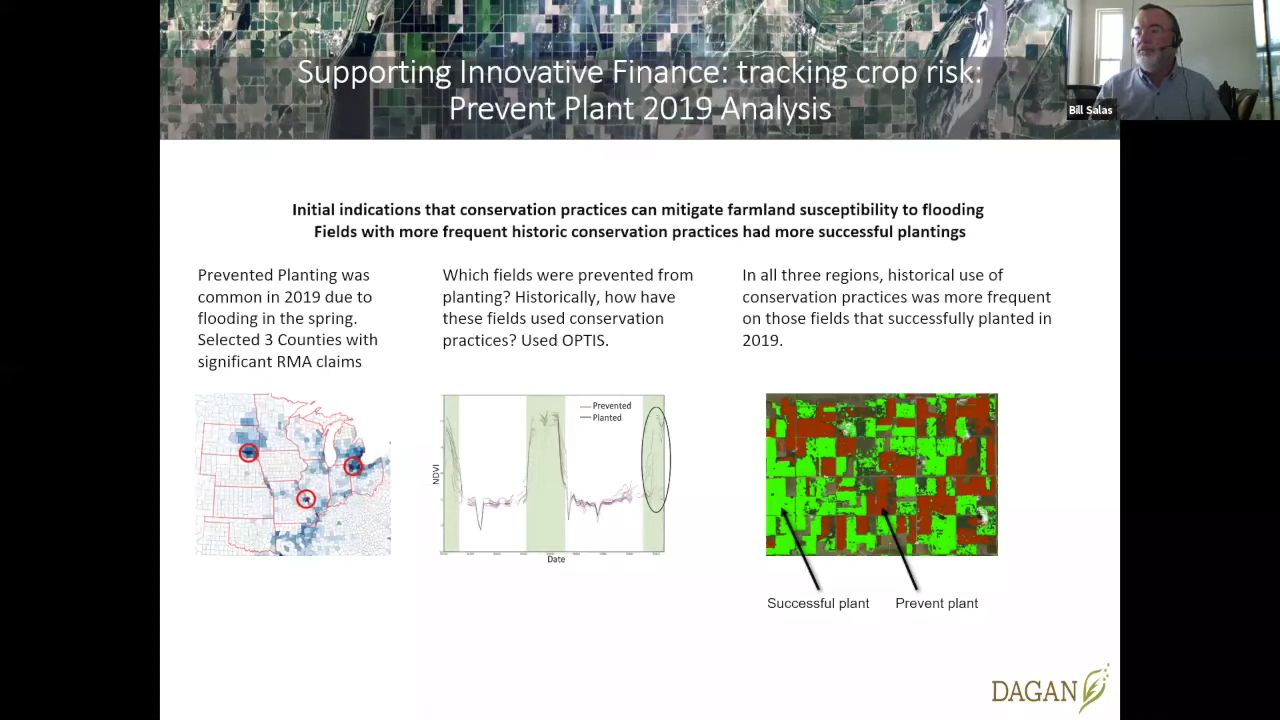 Supporting Innovative Finance: tracking crop risk:
Prevent Plant 2019 Analysis
Bill Salas
Initial indications that conservation practices can mitigate farmland susceptibility to flooding
Fields with more frequent historic conservation practices had more successful plantings
Prevented Planting was
common in 2019 due to
flooding in the spring.
Selected 3 Counties with
significant RMA claims
Which fields were prevented from
planting? Historically, how have
these fields used conservation
practices? Used OPTIS.
In all three regions, historical use of
conservation practices was more frequent
on those fields that successfully planted in
2019.
Prevented
Planted
NDVI
Date
Successful plant
Prevent plant
DAGAN